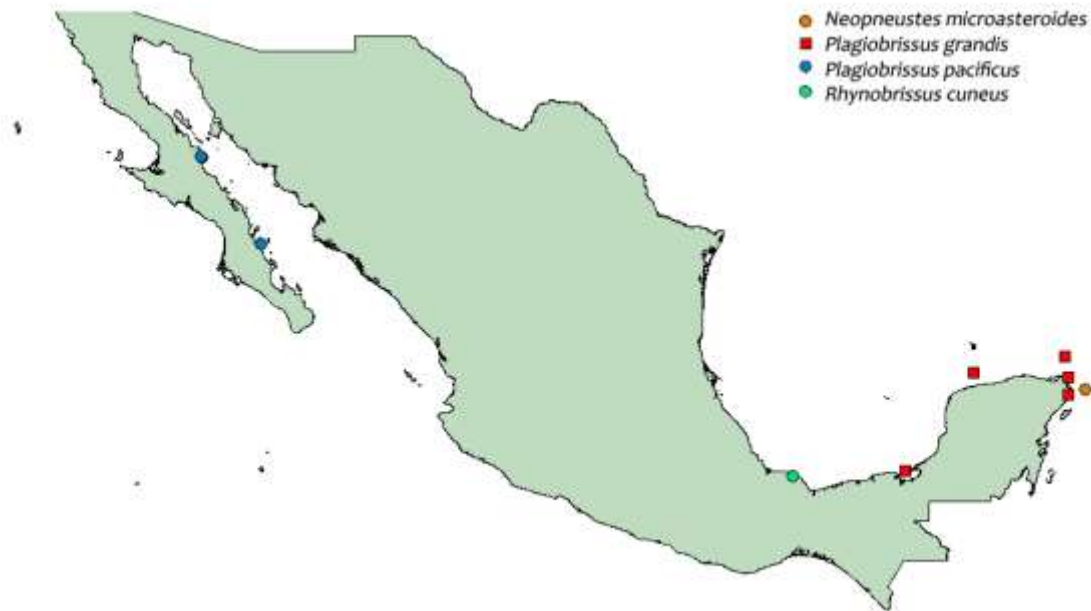 Neopneustes microasteroides
Plagiobrissus grandis
Plagiobrissus pacificus
Rhynobrissus cuneus